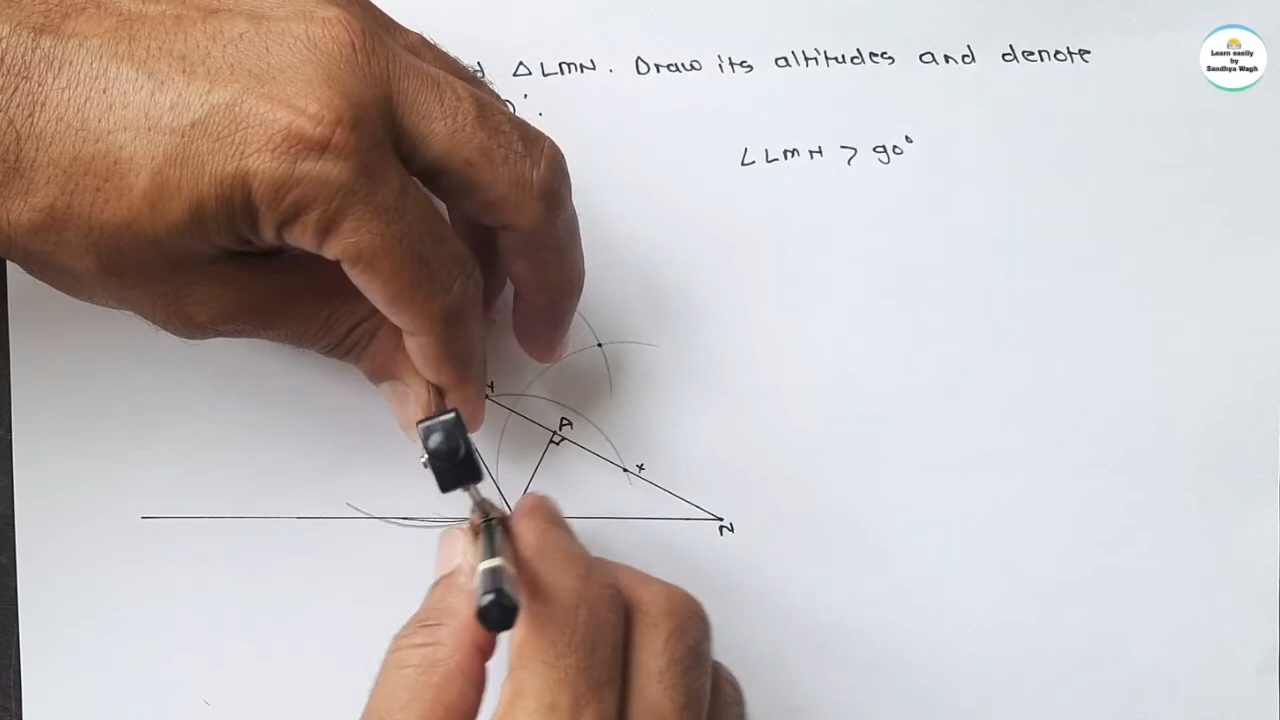 △LMN. Draw its altitudes and denote
∠LMN > 90°
x
A
x
N
Learn easily
by
Sandhya Wagh